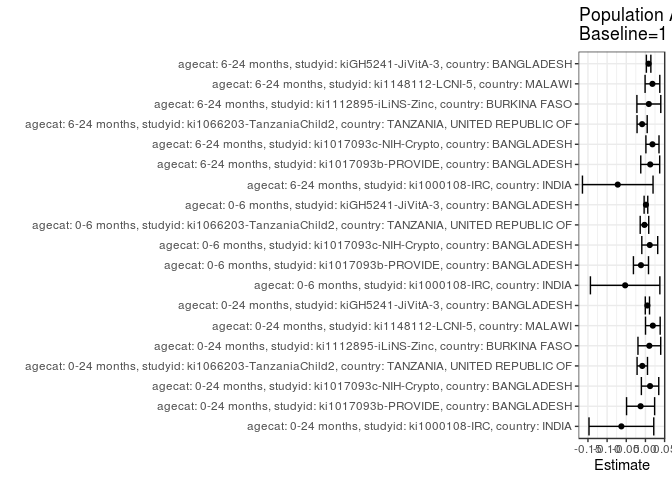 Population A
Baseline=1
agecat: 6-24 months, studyid: kiGH5241-JiVitA-3, country: BANGLADESH
agecat: 6-24 months, studyid: ki1148112-LCNI-5, country: MALAWI
agecat: 6-24 months, studyid: ki1112895-iLiNS-Zinc, country: BURKINA FASO
agecat: 6-24 months, studyid: ki1066203-TanzaniaChild2, country: TANZANIA, UNITED REPUBLIC OF
agecat: 6-24 months, studyid: ki1017093c-NIH-Crypto, country: BANGLADESH
agecat: 6-24 months, studyid: ki1017093b-PROVIDE, country: BANGLADESH
agecat: 6-24 months, studyid: ki1000108-IRC, country: INDIA
agecat: 0-6 months, studyid: kiGH5241-JiVitA-3, country: BANGLADESH
agecat: 0-6 months, studyid: ki1066203-TanzaniaChild2, country: TANZANIA, UNITED REPUBLIC OF
agecat: 0-6 months, studyid: ki1017093c-NIH-Crypto, country: BANGLADESH
agecat: 0-6 months, studyid: ki1017093b-PROVIDE, country: BANGLADESH
agecat: 0-6 months, studyid: ki1000108-IRC, country: INDIA
agecat: 0-24 months, studyid: kiGH5241-JiVitA-3, country: BANGLADESH
agecat: 0-24 months, studyid: ki1148112-LCNI-5, country: MALAWI
agecat: 0-24 months, studyid: ki1112895-iLiNS-Zinc, country: BURKINA FASO
agecat: 0-24 months, studyid: ki1066203-TanzaniaChild2, country: TANZANIA, UNITED REPUBLIC OF
agecat: 0-24 months, studyid: ki1017093c-NIH-Crypto, country: BANGLADESH
agecat: 0-24 months, studyid: ki1017093b-PROVIDE, country: BANGLADESH
agecat: 0-24 months, studyid: ki1000108-IRC, country: INDIA
-0.15 -0.10 -0.05 0.00 0.05
Estimate